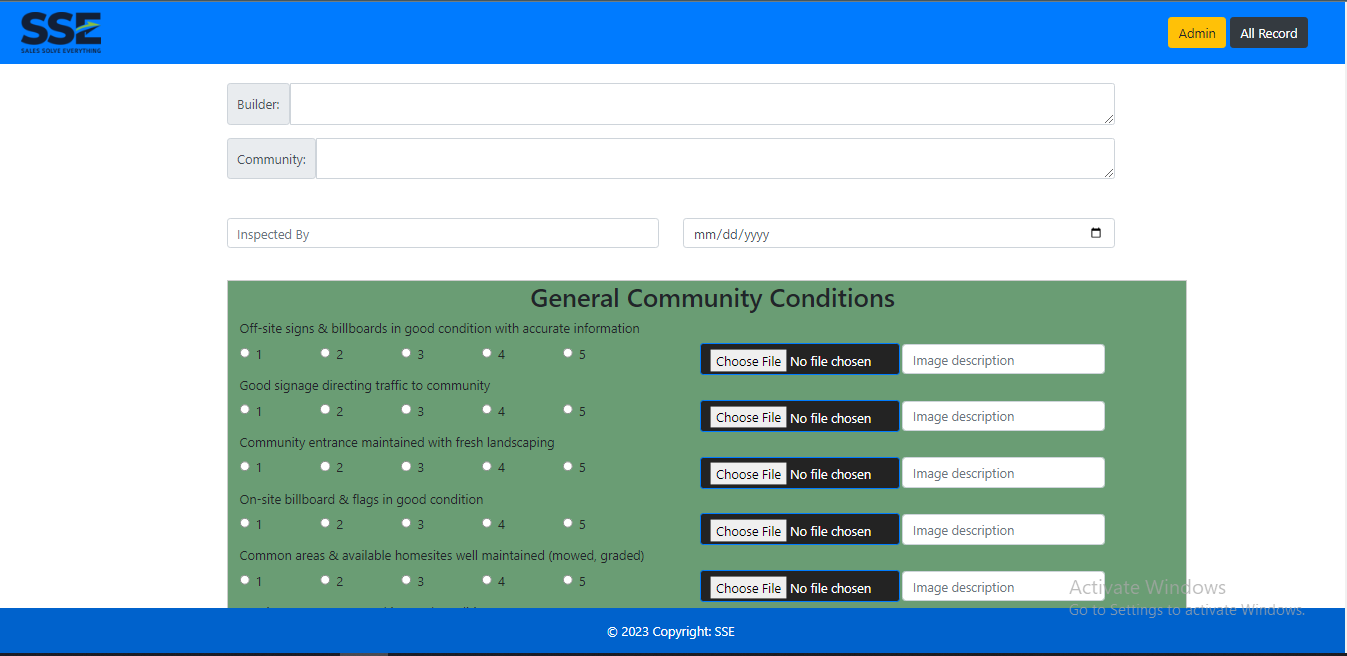 SSE
SALES SOLVE EVERYTHING
Admin
All Record
Builder:
Community:
Inspected By
mm/dd/yyyy
General Community Conditions
Off-site signs & billboards in good condition with accurate information
1 2 3 4 5
Choose File No file chosen
Image description
Good signage directing traffic to community
1 2 3 4 5
Choose File No file chosen
Image description
Community entrance maintained with fresh landscaping
1 2 3 4 5
Choose File No file chosen
Image description
On-site billboard & flags in good condition
1 2 3 4 5
Choose File No file chosen
Image description
Common areas & available homesites well maintained (mowed, graded)
1 2 3 4 5
Choose File No file chosen
Image description
Activate Windows
Go to Settings to activate Windows.
© 2023 Copyright: SSE